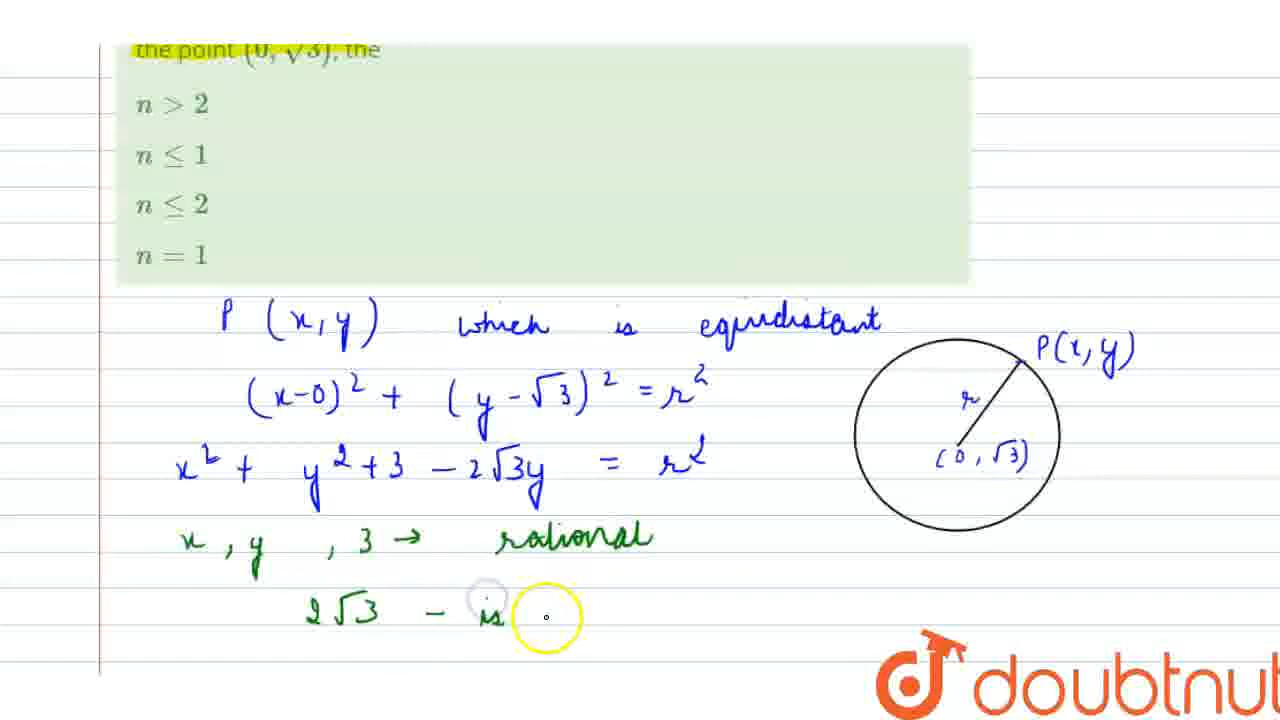 the point (0, √3), the
n > 2
n ≤ 1
n ≤ 2
n = 1
P (x, y) which is equidistant
P(x, y)
(x-0)² + (y - √3)² = r²
r
(0, √3)
x² + y² + 3 - 2√3y = r²
x, y , 3 → rational
2√3 - is
doubtnut